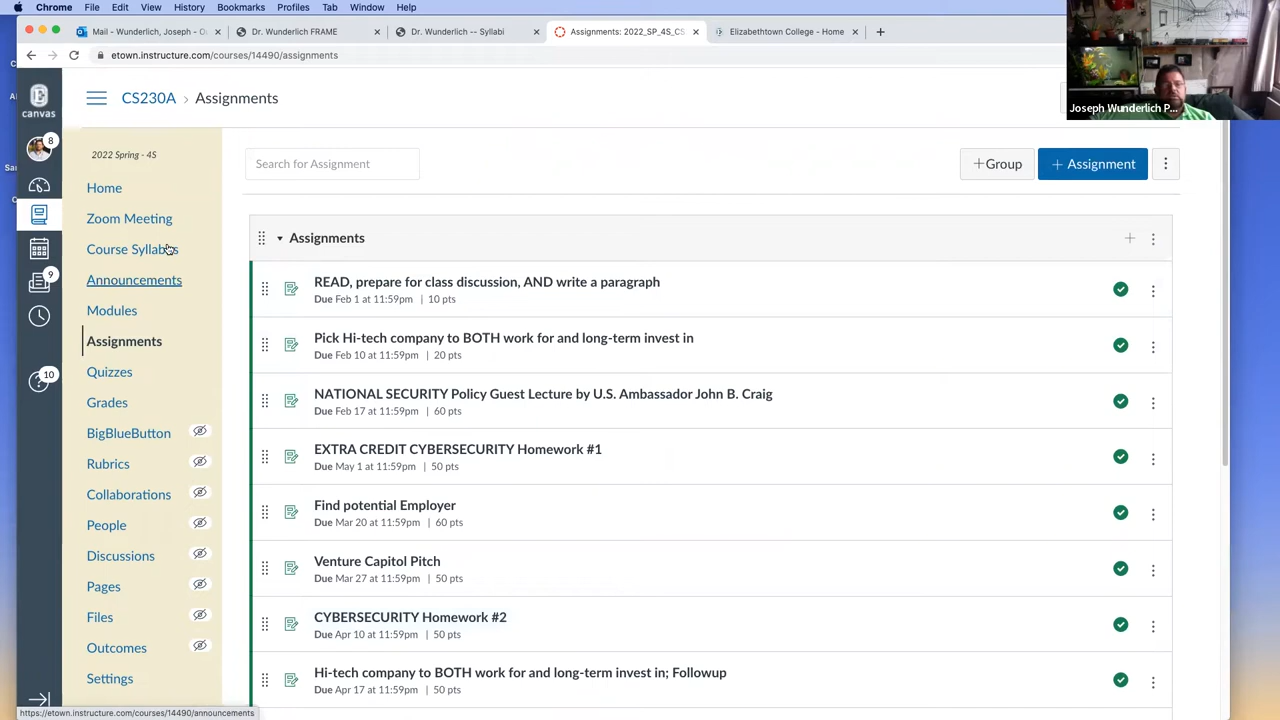 Chrome File Edit View History Bookmarks Profiles Tab Window Help
Mail - Wunderlich, Joseph - O
Dr. Wunderlich FRAME
Dr. Wunderlich -- Syllabi
Assignments: 2022_SP_4S_CS
Elizabethtown College - Home
etown.instructure.com/courses/14490/assignments
Joseph Wunderlich P...
canvas
8
9
10
CS230A › Assignments
2022 Spring - 4S
Home
Zoom Meeting
Course Syllabus
Announcements
Modules
Assignments
Quizzes
Grades
BigBlueButton
Rubrics
Collaborations
People
Discussions
Pages
Files
Outcomes
Settings
Search for Assignment
+Group
+ Assignment
Assignments
READ, prepare for class discussion, AND write a paragraph
Due Feb 1 at 11:59pm | 10 pts
Pick Hi-tech company to BOTH work for and long-term invest in
Due Feb 10 at 11:59pm | 20 pts
NATIONAL SECURITY Policy Guest Lecture by U.S. Ambassador John B. Craig
Due Feb 17 at 11:59pm | 60 pts
EXTRA CREDIT CYBERSECURITY Homework #1
Due May 1 at 11:59pm | 50 pts
Find potential Employer
Due Mar 20 at 11:59pm | 60 pts
Venture Capitol Pitch
Due Mar 27 at 11:59pm | 50 pts
CYBERSECURITY Homework #2
Due Apr 10 at 11:59pm | 50 pts
Hi-tech company to BOTH work for and long-term invest in; Followup
Due Apr 17 at 11:59pm | 50 pts
https://etown.instructure.com/courses/14490/announcements